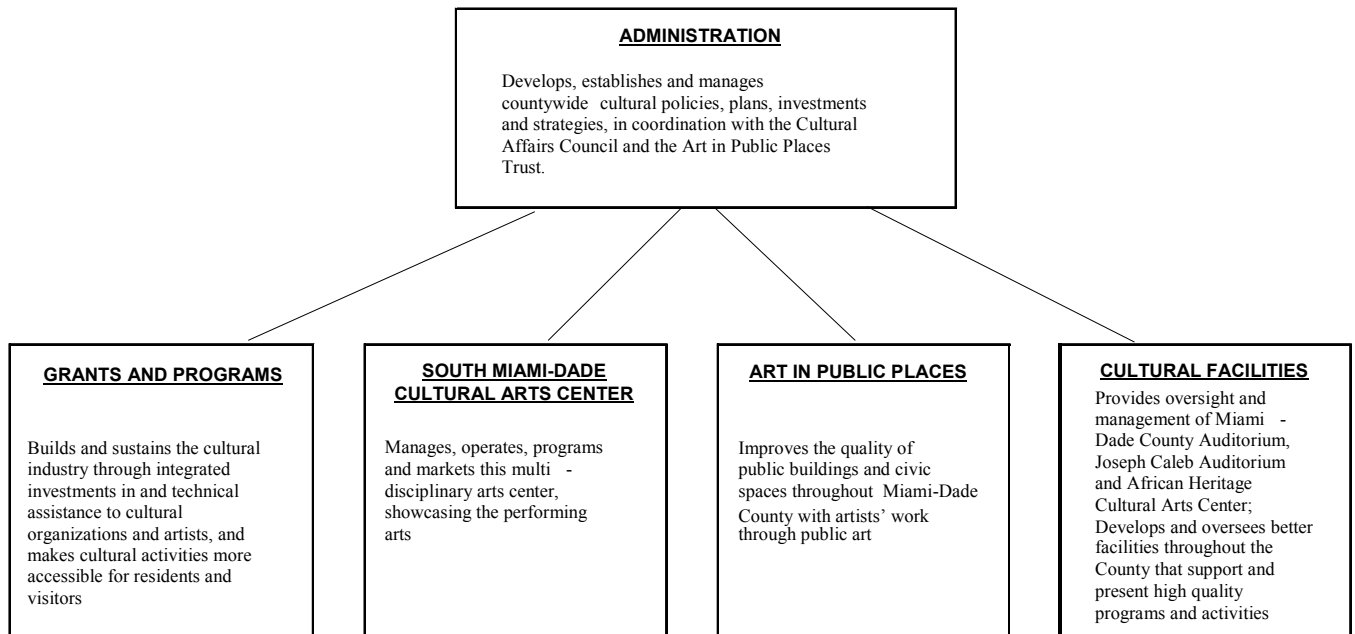 ADMINISTRATION
Develops, establishes and manages
countywide cultural policies, plans, investments
and strategies, in coordination with the Cultural
Affairs Council and the Art in Public Places
Trust.
GRANTS AND PROGRAMS
Builds and sustains the cultural
industry through integrated
investments in and technical
assistance to cultural
organizations and artists, and
makes cultural activities more
accessible for residents and
visitors
SOUTH MIAMI-DADE
CULTURAL ARTS CENTER
Manages, operates, programs
and markets this multi -
disciplinary arts center,
showcasing the performing
arts
ART IN PUBLIC PLACES
Improves the quality of
public buildings and civic
spaces throughout Miami-Dade
County with artists’ work
through public art
CULTURAL FACILITIES
Provides oversight and
management of Miami -
Dade County Auditorium,
Joseph Caleb Auditorium
and African Heritage
Cultural Arts Center;
Develops and oversees better
facilities throughout the
County that support and
present high quality
programs and activities